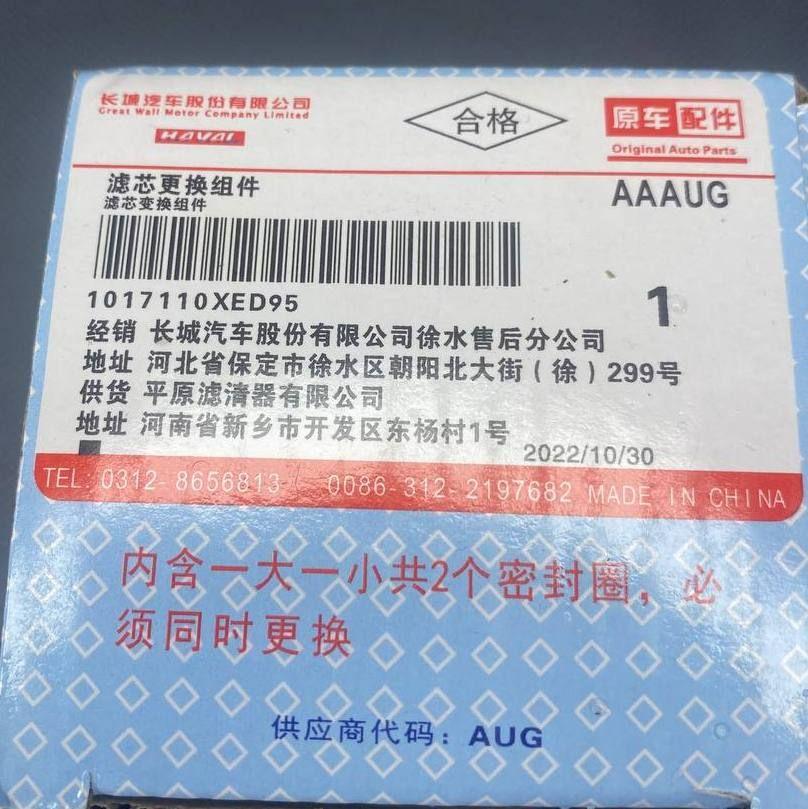 长城汽车股份有限公司
Great Wall Motor Company Limited
HAVAL
合格
原车配件
Original Auto Parts
滤芯更换组件
滤芯变换组件
AAAUG
1017110XED95
1
经销 长城汽车股份有限公司徐水售后分公司
地址 河北省保定市徐水区朝阳北大街(徐)299号
供货 平原滤清器有限公司
地址 河南省新乡市开发区东杨村1号
2022/10/30
TEL: 0312-8656813 0086-312-2197682 MADE IN CHINA
内含一大一小共2个密封圈,必
须同时更换
供应商代码:AUG